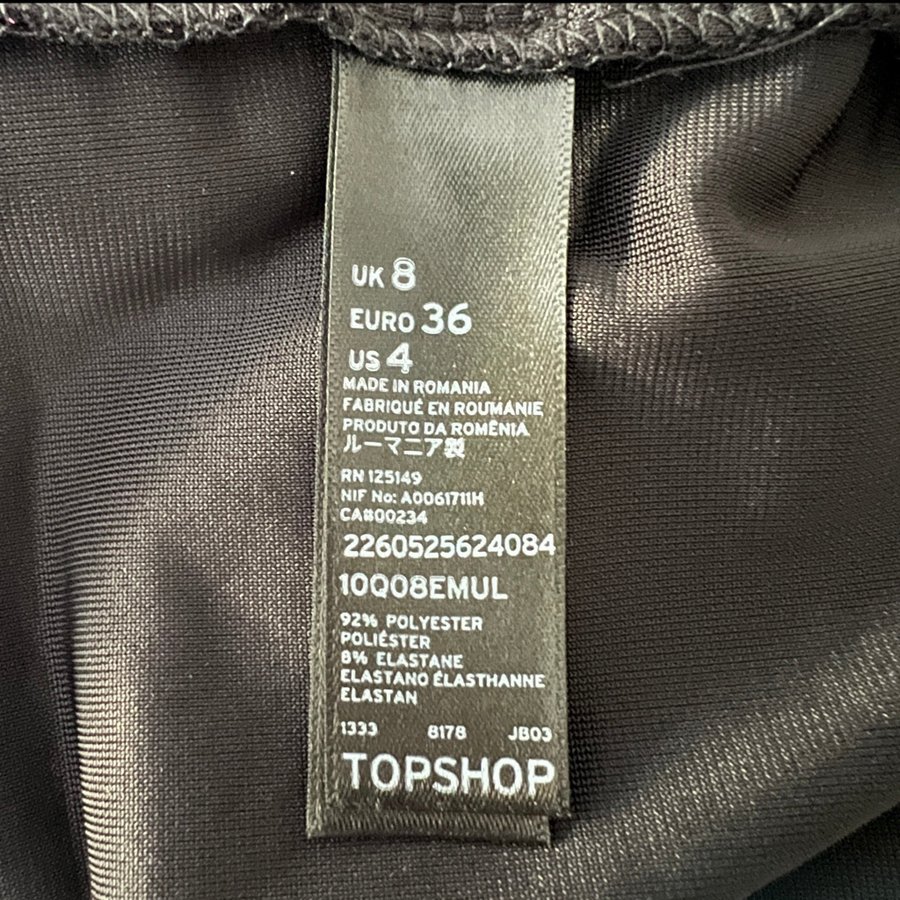 UK 8
EURO 36
US 4
MADE IN ROMANIA
FABRIQUÉ EN ROUMANIE
PRODUTO DA ROMÊNIA
ルーマニア製
RN 125149
NIF No: A0061711H
CA#00234
2260525624084
10Q08EMUL
92% POLYESTER
POLIÉSTER
8% ELASTANE
ELASTANO ÉLASTHANNE
ELASTAN
1333 8178 JB03
TOPSHOP